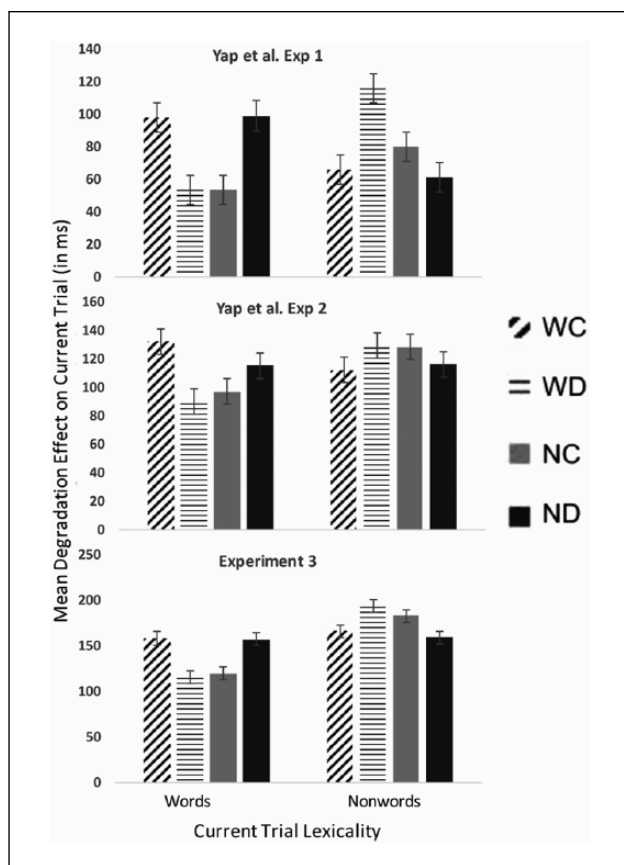 Mean Degradation Effect on Current Trial (in ms)
Yap et al. Exp 1
140
120
100
80
60
40
20
0
Yap et al. Exp 2
160
140
120
100
80
60
40
20
0
Experiment 3
250
200
150
100
50
0
Words
Nonwords
Current Trial Lexicality
WC
WD
NC
ND